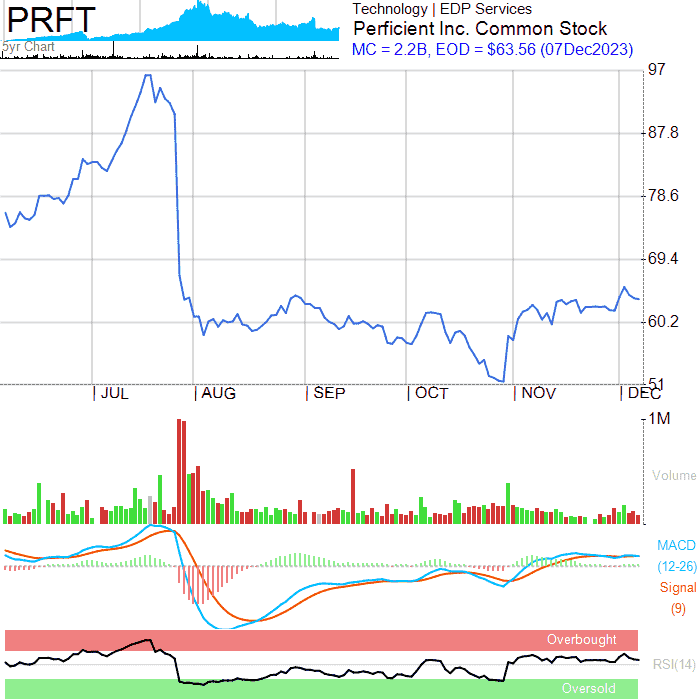 PRFT
5yr Chart
Technology | EDP Services
Perficient Inc. Common Stock
MC = 2.2B, EOD = $63.56 (07Dec2023)
97
87.8
78.6
69.4
60.2
51
JUL
AUG
SEP
OCT
NOV
DEC
1M
Volume
MACD
(12-26)
Signal
(9)
Overbought
RSI(14)
Oversold